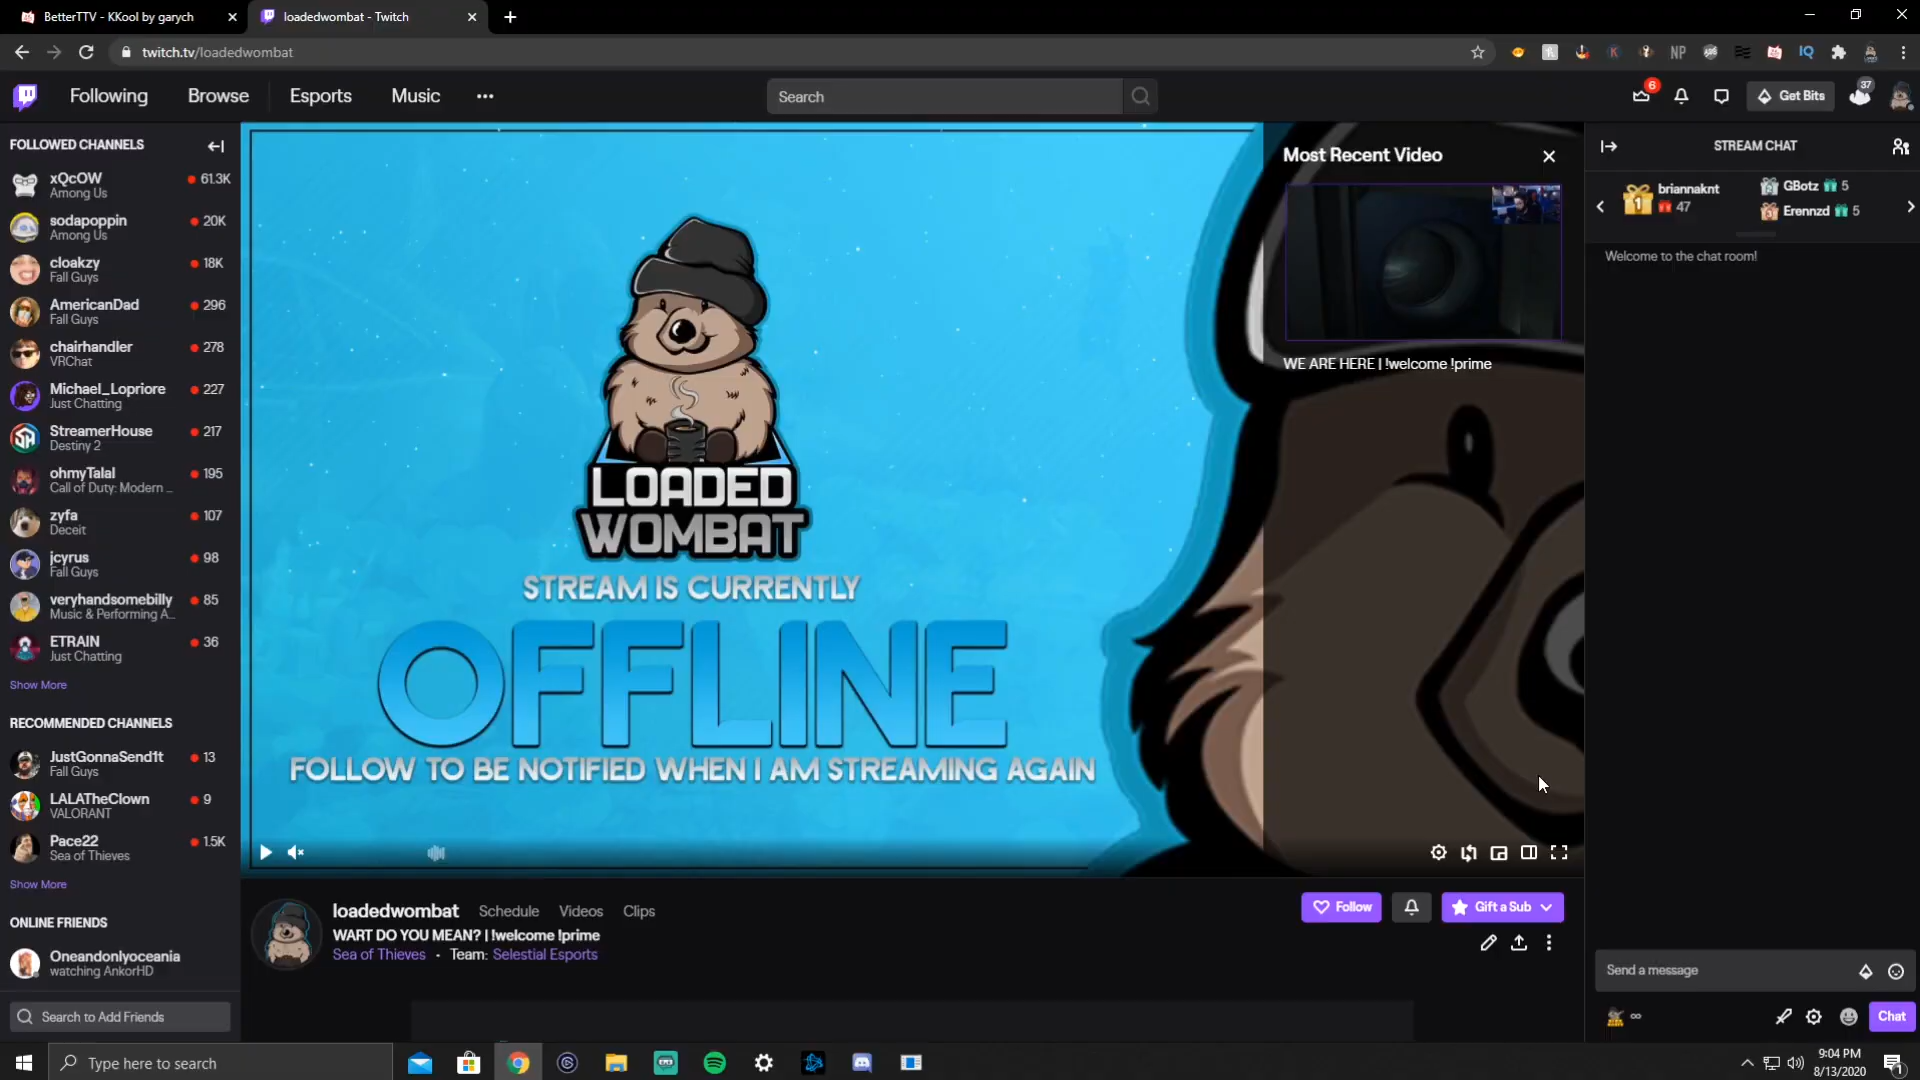 BetterTTV - KKool by garych
loadedwombat - Twitch
twitch.tv/loadedwombat
NP
IQ
Following
Browse
Esports
Music
Search
6
Get Bits
37
FOLLOWED CHANNELS
xQcOW
61.3K
Among Us
sodapoppin
20K
Among Us
cloakzy
18K
Fall Guys
AmericanDad
296
Fall Guys
chairhandler
278
VRChat
Michael_Lopriore
227
Just Chatting
StreamerHouse
217
Destiny 2
ohmyTalal
195
Call of Duty: Modern ...
zyfa
107
Deceit
jcyrus
98
Fall Guys
veryhandsomebilly
85
Music & Performing A...
ETRAIN
36
Just Chatting
Show More
RECOMMENDED CHANNELS
JustGonnaSend1t
13
Fall Guys
LALATheClown
9
VALORANT
Pace22
1.5K
Sea of Thieves
Show More
ONLINE FRIENDS
Oneandonlyoceania
watching AnkorHD
Search to Add Friends
LOADED
WOMBAT
STREAM IS CURRENTLY
OFFLINE
FOLLOW TO BE NOTIFIED WHEN I AM STREAMING AGAIN
Most Recent Video
WE ARE HERE | !welcome !prime
loadedwombat
Schedule
Videos
Clips
WART DO YOU MEAN? | !welcome !prime
Sea of Thieves · Team: Selestial Esports
Follow
Gift a Sub
STREAM CHAT
1
briannaknt
47
2
GBotz
5
3
Erennzd
5
Welcome to the chat room!
Send a message
∞
Chat
Type here to search
9:04 PM
8/13/2020
1